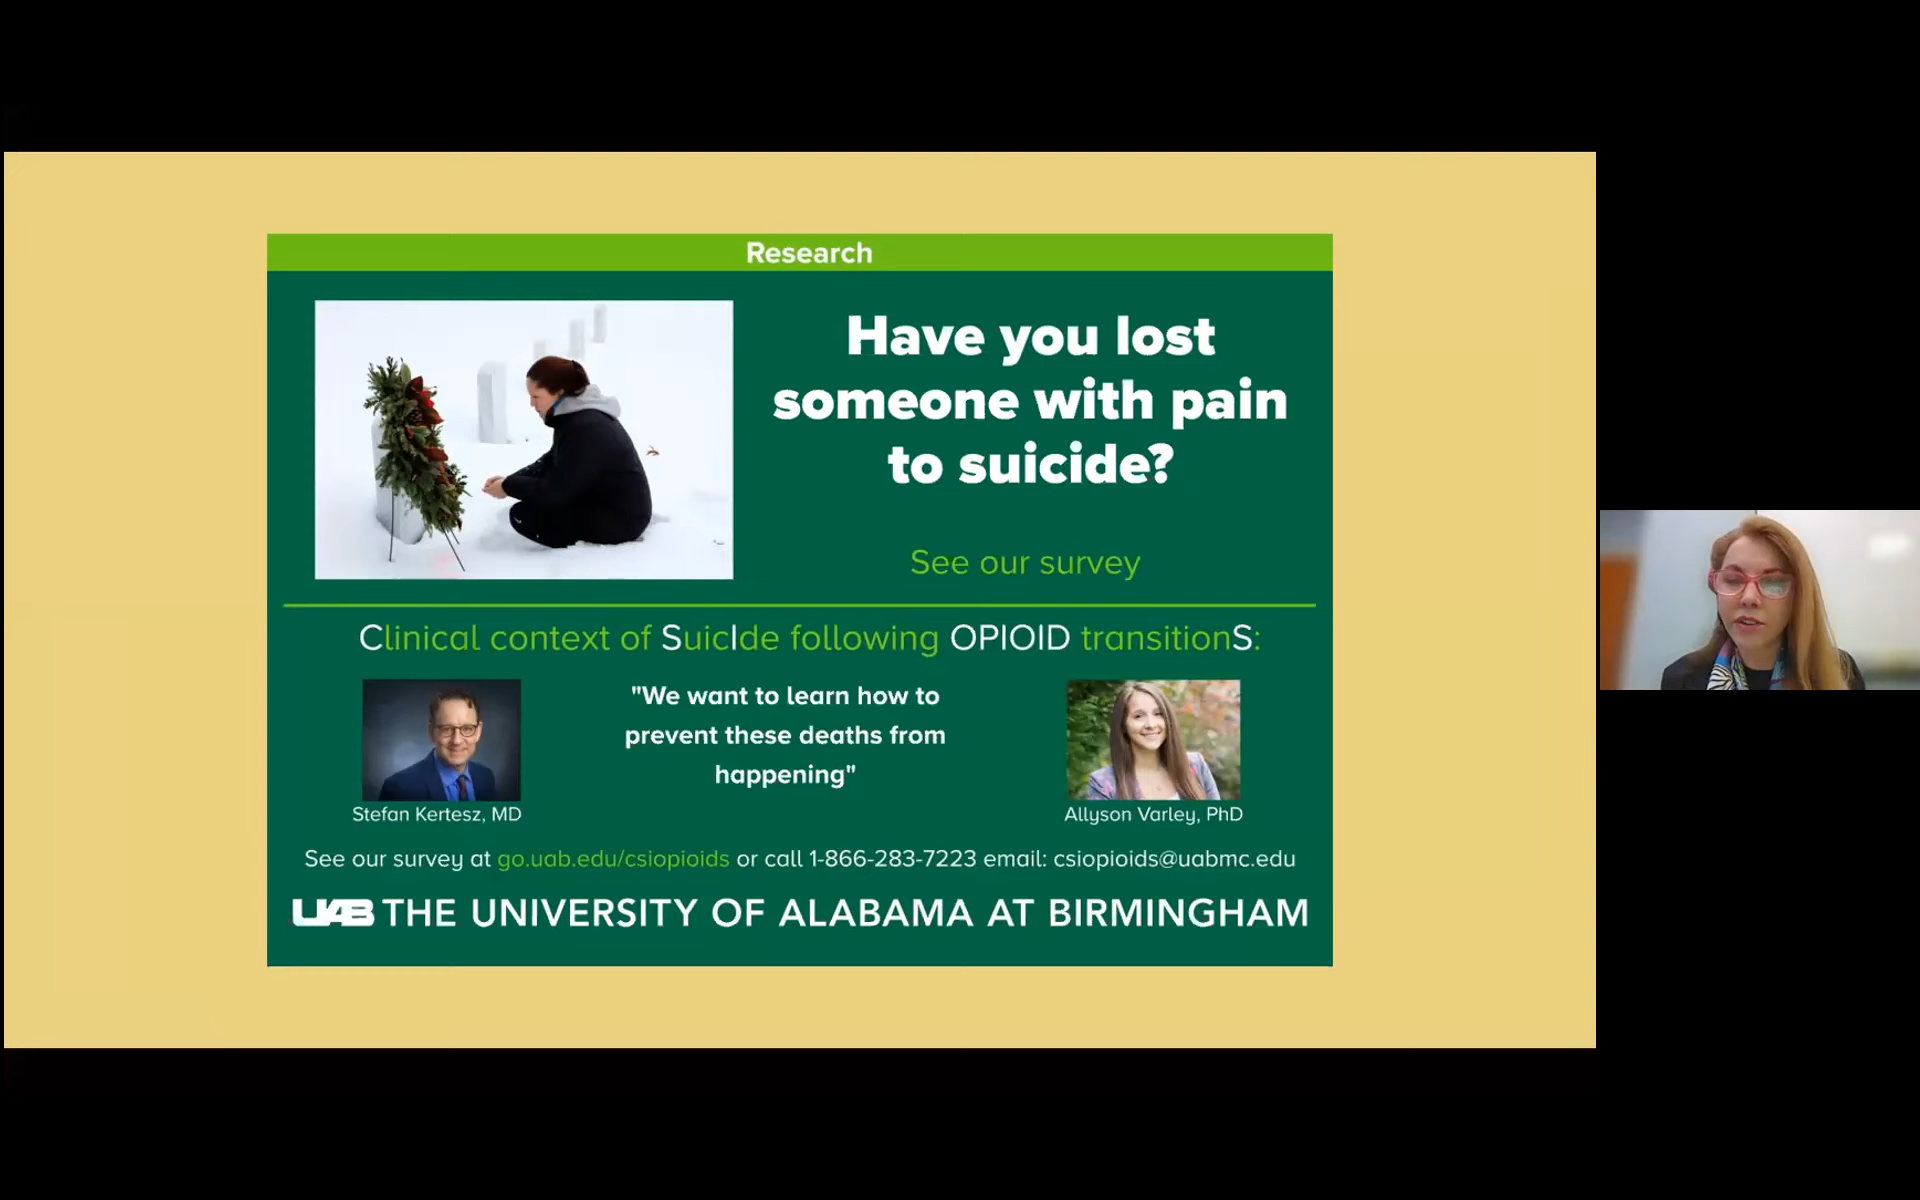 Research
Have you lost
someone with pain
to suicide?
See our survey
Clinical context of SuicIde following OPIOID transitionS:
"We want to learn how to
prevent these deaths from
happening"
Stefan Kertesz, MD
Allyson Varley, PhD
See our survey at go.uab.edu/csiopioids or call 1-866-283-7223 email: csiopioids@uabmc.edu
UAB THE UNIVERSITY OF ALABAMA AT BIRMINGHAM